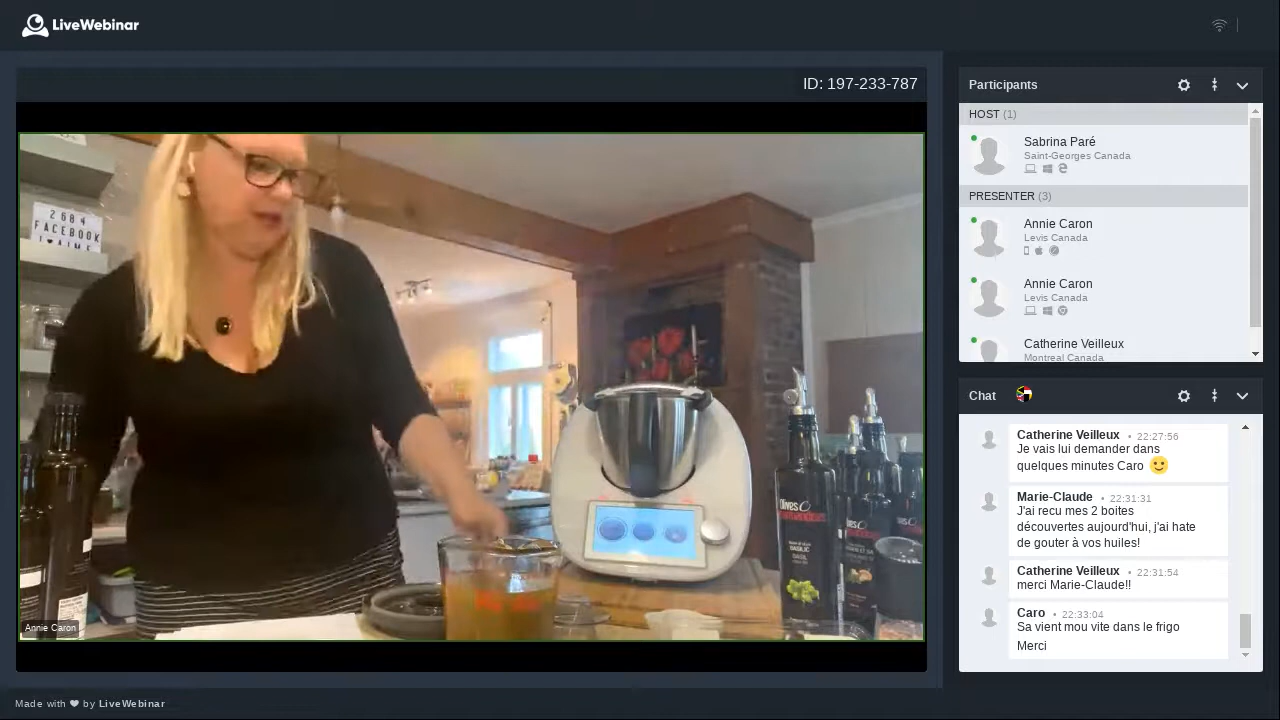 LiveWebinar
ID: 197-233-787
2684
FACEBOOK
J♥AIME
Olives
BASILIC
BASIL
Annie Caron
Participants
HOST (1)
Sabrina Paré
Saint-Georges Canada
PRESENTER (3)
Annie Caron
Levis Canada
Annie Caron
Levis Canada
Catherine Veilleux
Montreal Canada
Chat
Catherine Veilleux • 22:27:56
Je vais lui demander dans
quelques minutes Caro 🙂
Marie-Claude • 22:31:31
J'ai recu mes 2 boites
découvertes aujourd'hui, j'ai hate
de gouter à vos huiles!
Catherine Veilleux • 22:31:54
merci Marie-Claude!!
Caro • 22:33:04
Sa vient mou vite dans le frigo
Merci
Made with ♥ by LiveWebinar